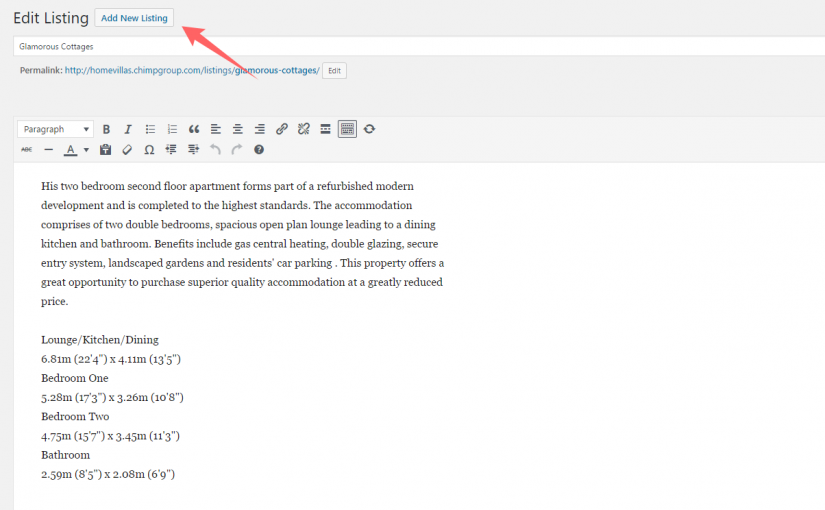 Edit Listing Add New Listing
Glamorous Cottages
Permalink: http://homevillas.chimpgroup.com/listings/glamorous-cottages/ Edit
Paragraph B I
ABC A Ω
His two bedroom second floor apartment forms part of a refurbished modern
development and is completed to the highest standards. The accommodation
comprises of two double bedrooms, spacious open plan lounge leading to a dining
kitchen and bathroom. Benefits include gas central heating, double glazing, secure
entry system, landscaped gardens and residents' car parking . This property offers a
great opportunity to purchase superior quality accommodation at a greatly reduced
price.
Lounge/Kitchen/Dining
6.81m (22'4") x 4.11m (13'5")
Bedroom One
5.28m (17'3") x 3.26m (10'8")
Bedroom Two
4.75m (15'7") x 3.45m (11'3")
Bathroom
2.59m (8'5") x 2.08m (6'9")